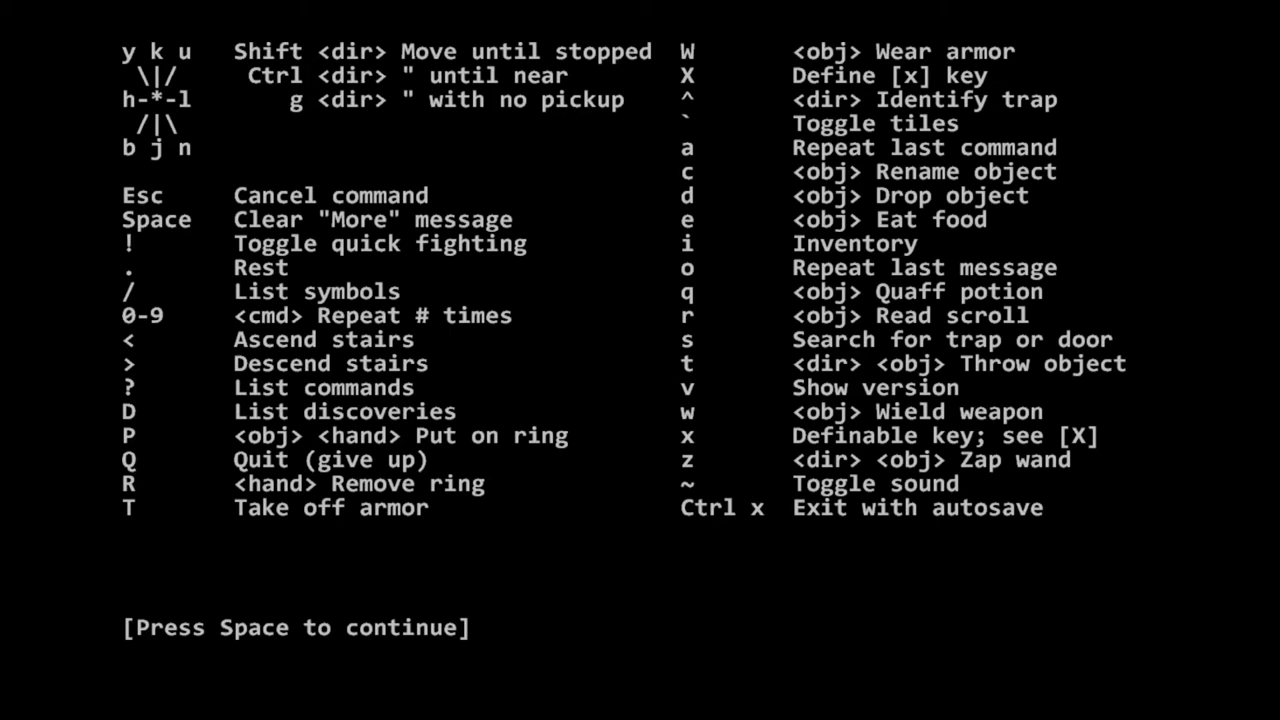 y k u   Shift <dir> Move until stopped
 \|/     Ctrl <dir> " until near
h-*-l       g <dir> " with no pickup
 /|\
b j n
Esc     Cancel command
Space   Clear "More" message
!       Toggle quick fighting
.       Rest
/       List symbols
0-9     <cmd> Repeat # times
<       Ascend stairs
>       Descend stairs
?       List commands
D       List discoveries
P       <obj> <hand> Put on ring
Q       Quit (give up)
R       <hand> Remove ring
T       Take off armor
W       <obj> Wear armor
X       Define [x] key
^       <dir> Identify trap
`       Toggle tiles
a       Repeat last command
c       <obj> Rename object
d       <obj> Drop object
e       <obj> Eat food
i       Inventory
o       Repeat last message
q       <obj> Quaff potion
r       <obj> Read scroll
s       Search for trap or door
t       <dir> <obj> Throw object
v       Show version
w       <obj> Wield weapon
x       Definable key; see [X]
z       <dir> <obj> Zap wand
~       Toggle sound
Ctrl x  Exit with autosave
[Press Space to continue]